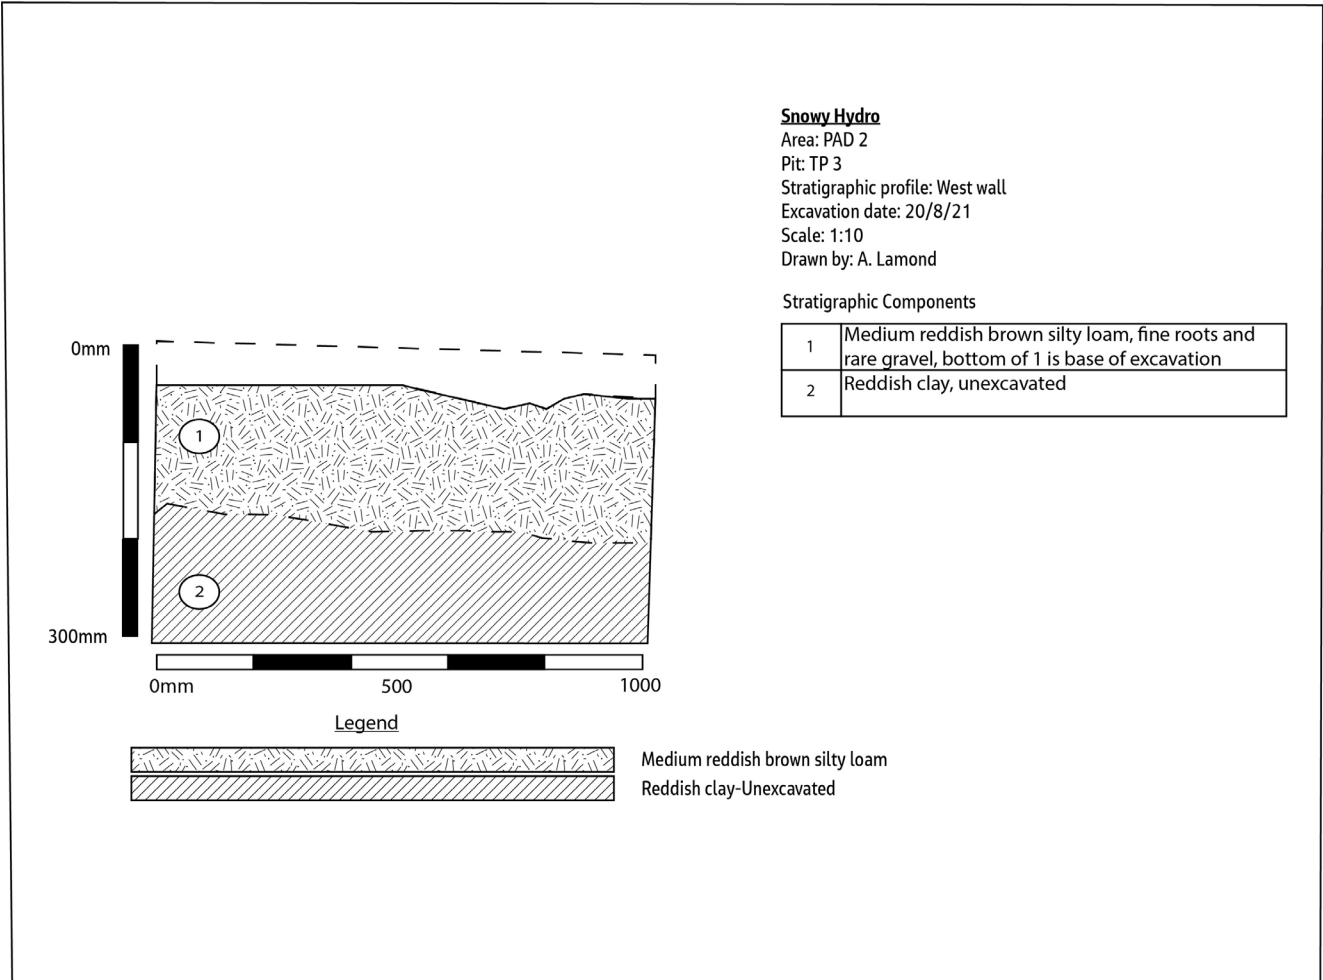 Snowy Hydro
Area: PAD 2
Pit: TP 3
Stratigraphic profile: West wall
Excavation date: 20/8/21
Scale: 1:10
Drawn by: A. Lamond
Stratigraphic Components
1 Medium reddish brown silty loam, fine roots and
rare gravel, bottom of 1 is base of excavation
2 Reddish clay, unexcavated
0mm
1
2
300mm
0mm 500 1000
Legend
Medium reddish brown silty loam
Reddish clay-Unexcavated